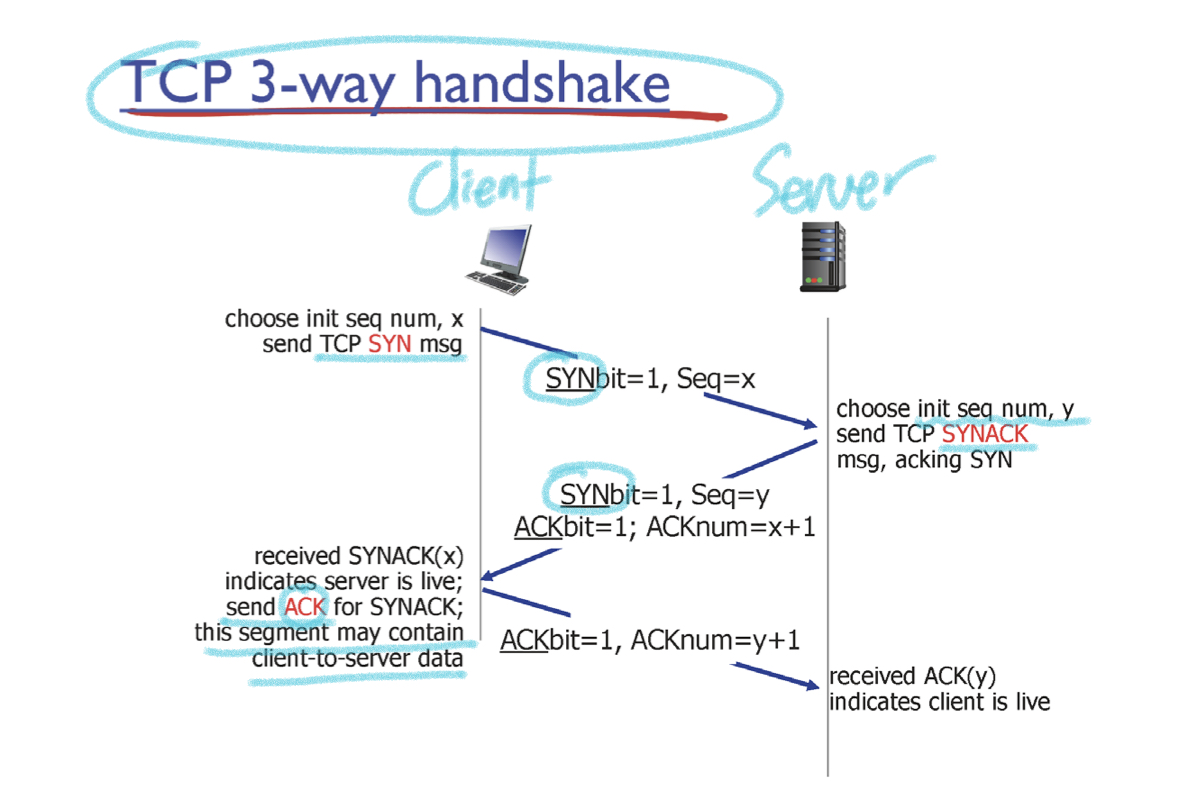 TCP 3-way handshake
Client
Server
choose init seq num, x
send TCP SYN msg
SYNbit=1, Seq=x
choose init seq num, y
send TCP SYNACK
msg, acking SYN
SYNbit=1, Seq=y
ACKbit=1; ACKnum=x+1
received SYNACK(x)
indicates server is live;
send ACK for SYNACK;
this segment may contain
client-to-server data
ACKbit=1, ACKnum=y+1
received ACK(y)
indicates client is live